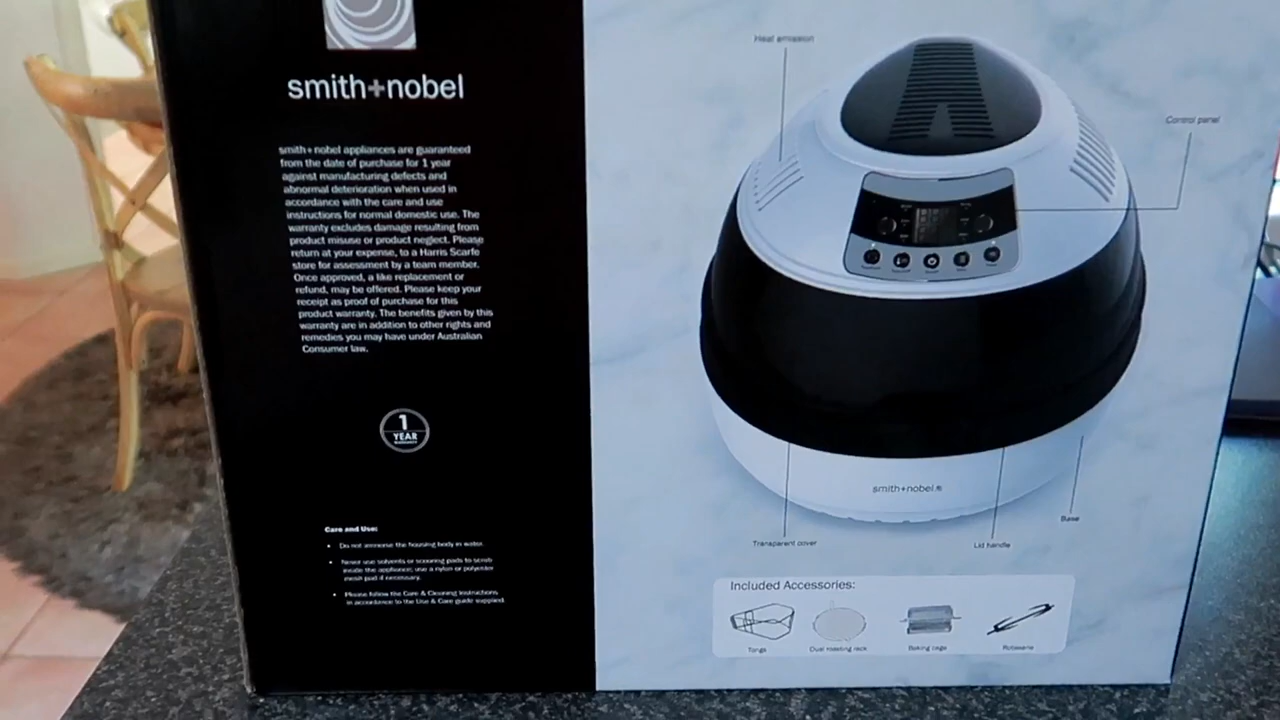 smith+nobel
smith+nobel appliances are guaranteed
from the date of purchase for 1 year
against manufacturing defects and
abnormal deterioration when used in
accordance with the care and use
instructions for normal domestic use. The
warranty excludes damage resulting from
product misuse or product neglect. Please
return at your expense, to a Harris Scarfe
store for assessment by a team member.
Once approved, a like replacement or
refund, may be offered. Please keep your
receipt as proof of purchase for this
product warranty. The benefits given by this
warranty are in addition to other rights and
remedies you may have under Australian
Consumer law.
1
YEAR
WARRANTY
Care and Use:
• Do not immerse the housing body in water.
• Never use solvents or scouring pads to scrub
inside the appliance; use a nylon or polyester
mesh pad if necessary.
• Please follow the Care & Cleaning Instructions
in accordance to the Use & Care guide supplied.
Heat emission
Control panel
smith+nobel
Transparent cover
Lid handle
Base
Included Accessories:
Tongs
Dual roasting rack
Baking cage
Rotisserie